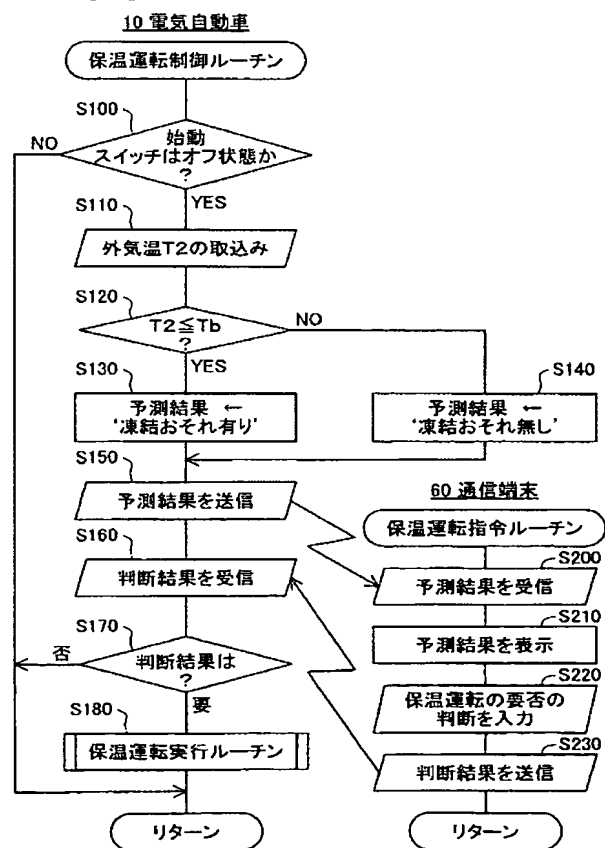 10 電気自動車
保温運転制御ルーチン
S100
始動
スイッチはオフ状態か
?
NO
YES
S110
外気温T2の取込み
S120
T2≦Tb
?
NO
YES
S130
予測結果 ←
‘凍結おそれ有り’
S140
予測結果 ←
‘凍結おそれ無し’
S150
予測結果を送信
S160
判断結果を受信
S170
判断結果は
?
否
要
S180
保温運転実行ルーチン
リターン
60 通信端末
保温運転指令ルーチン
S200
予測結果を受信
S210
予測結果を表示
S220
保温運転の要否の
判断を入力
S230
判断結果を送信
リターン